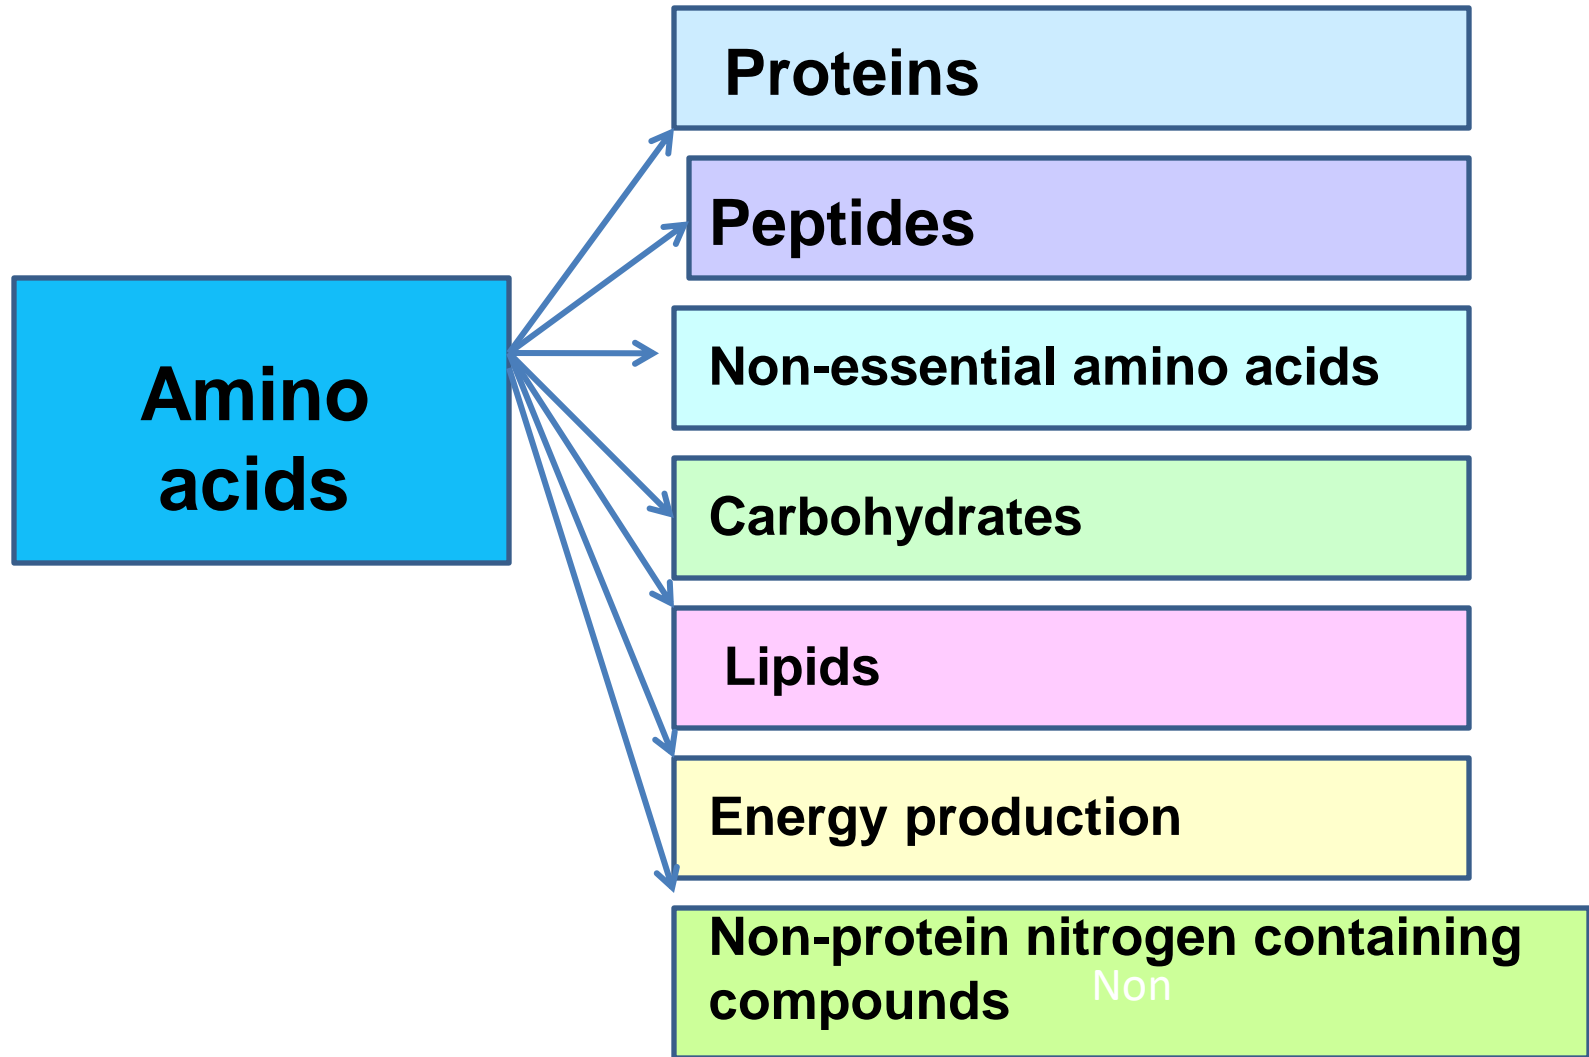 Proteins
Peptides
Non-essential amino acids
Amino
acids
Carbohydrates
Lipids
Energy production
Non-protein nitrogen containing
compounds
Non